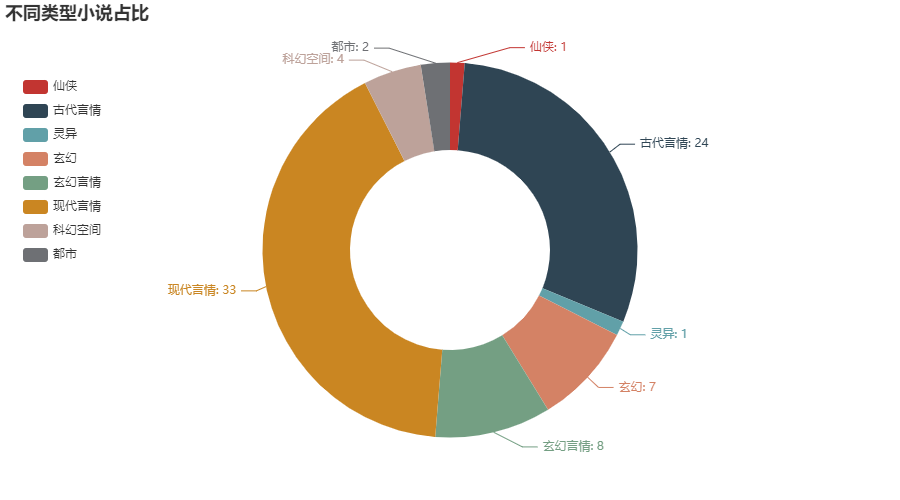 不同类型小说占比
仙侠
古代言情
灵异
玄幻
玄幻言情
现代言情
科幻空间
都市
都市: 2
仙侠: 1
科幻空间: 4
古代言情: 24
现代言情: 33
灵异: 1
玄幻: 7
玄幻言情: 8